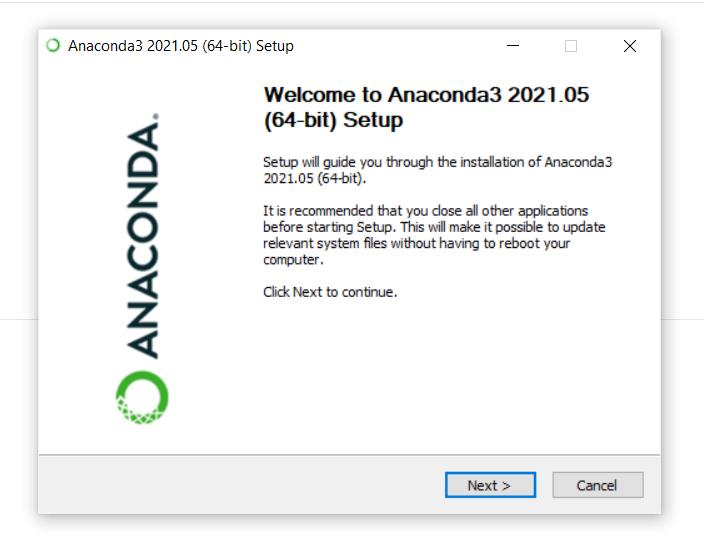 Anaconda3 2021.05 (64-bit) Setup
ANACONDA.
Welcome to Anaconda3 2021.05
(64-bit) Setup
Setup will guide you through the installation of Anaconda3
2021.05 (64-bit).
It is recommended that you close all other applications
before starting Setup. This will make it possible to update
relevant system files without having to reboot your
computer.
Click Next to continue.
Next >
Cancel